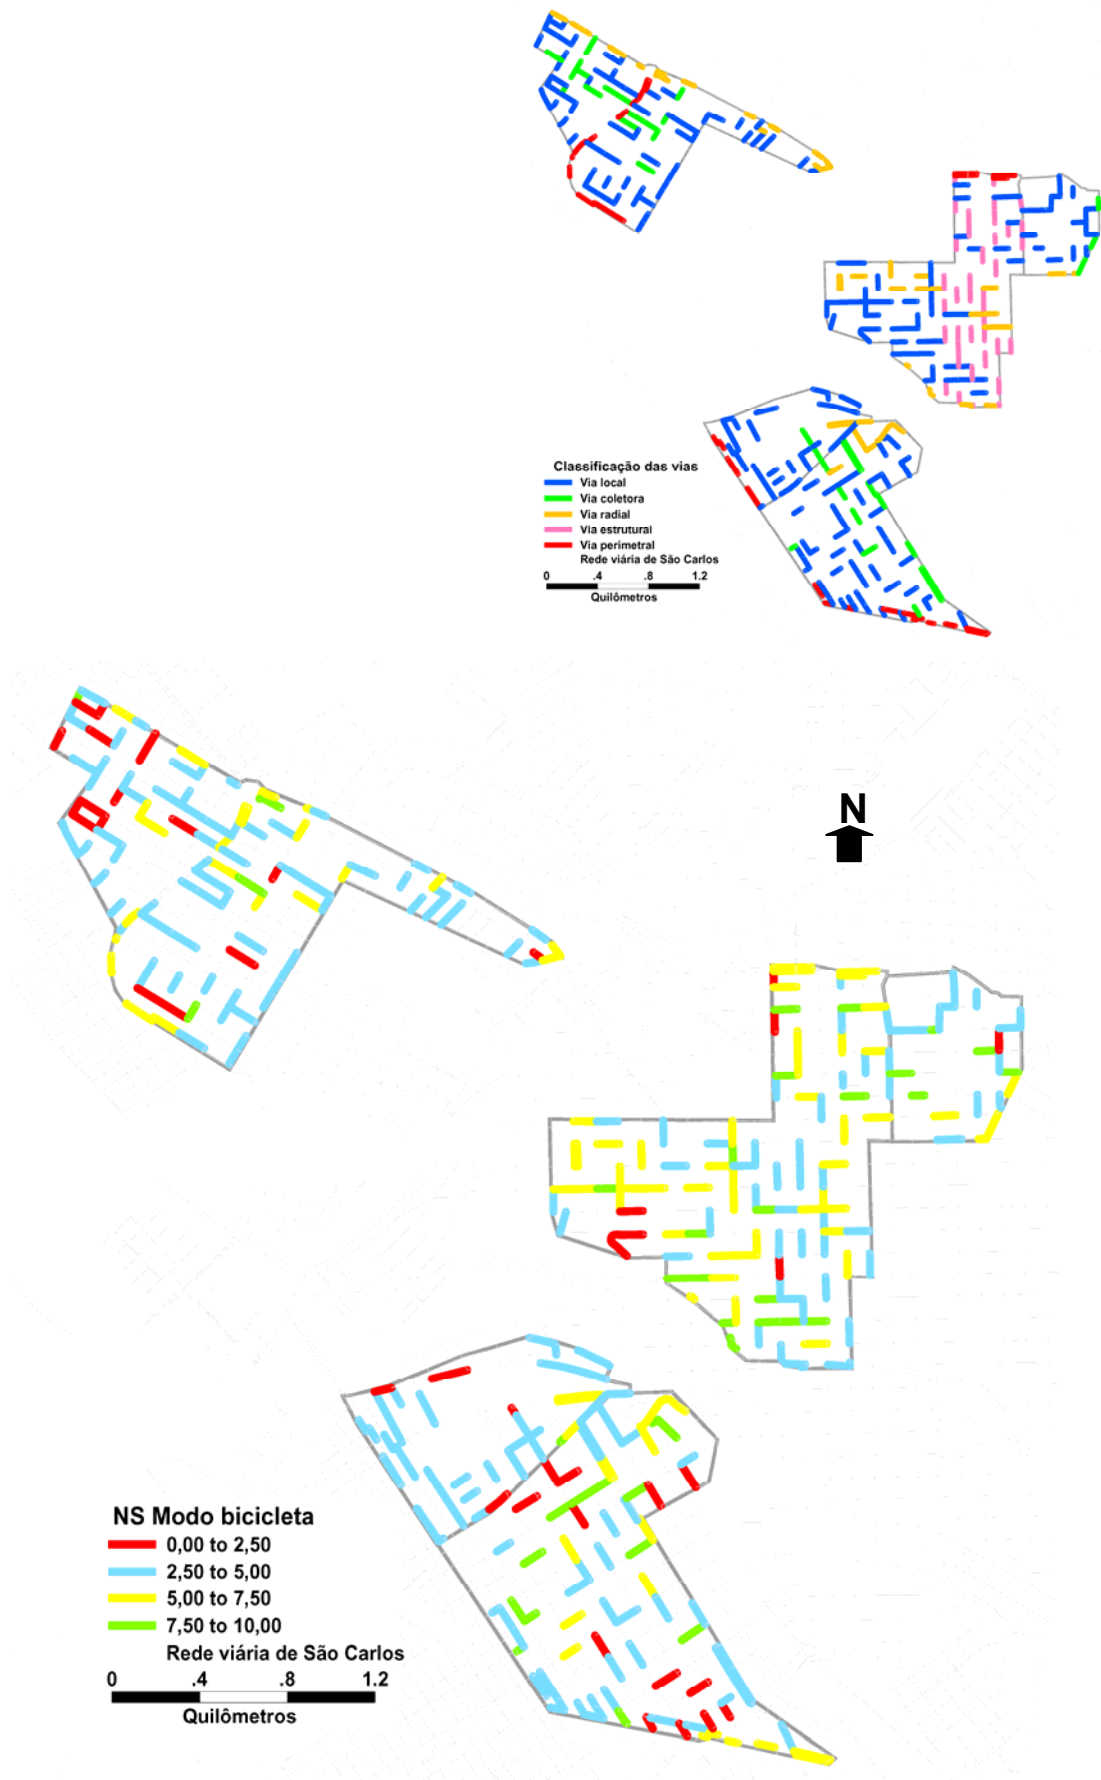 Classificação das vias
Via local
Via coletora
Via radial
Via estrutural
Via perimetral
Rede viária de São Carlos
0 .4 .8 1.2
Quilômetros
N
NS Modo bicicleta
0,00 to 2,50
2,50 to 5,00
5,00 to 7,50
7,50 to 10,00
Rede viária de São Carlos
0 .4 .8 1.2
Quilômetros